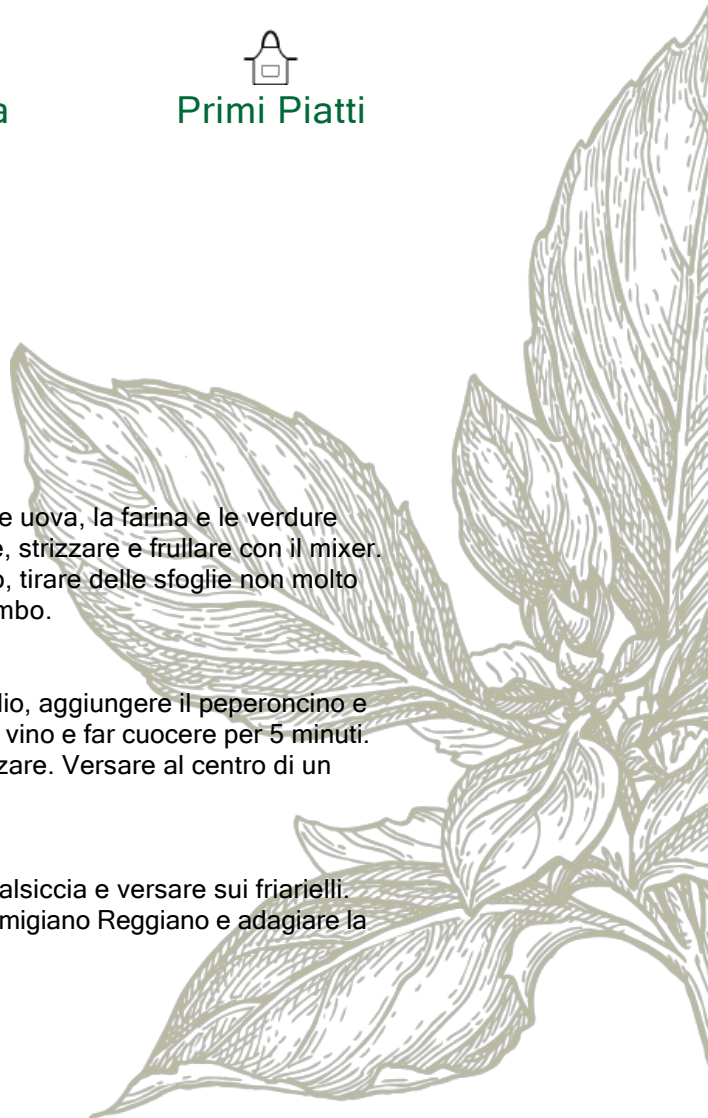 a
Primi Piatti
e uova, la farina e le verdure
e, strizzare e frullare con il mixer.
o, tirare delle sfoglie non molto
mbo.
lio, aggiungere il peperoncino e
vino e far cuocere per 5 minuti.
zare. Versare al centro di un
alsiccia e versare sui friarielli.
migiano Reggiano e adagiare la